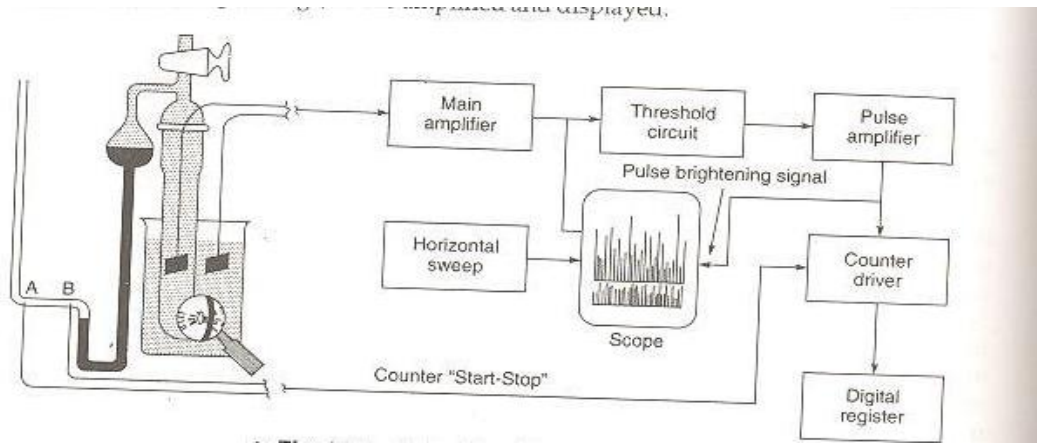 amplified and displayed.
Main
amplifier
Threshold
circuit
Pulse
amplifier
Pulse brightening signal
Horizontal
sweep
Counter
driver
A B
Scope
Counter "Start-Stop"
Digital
register